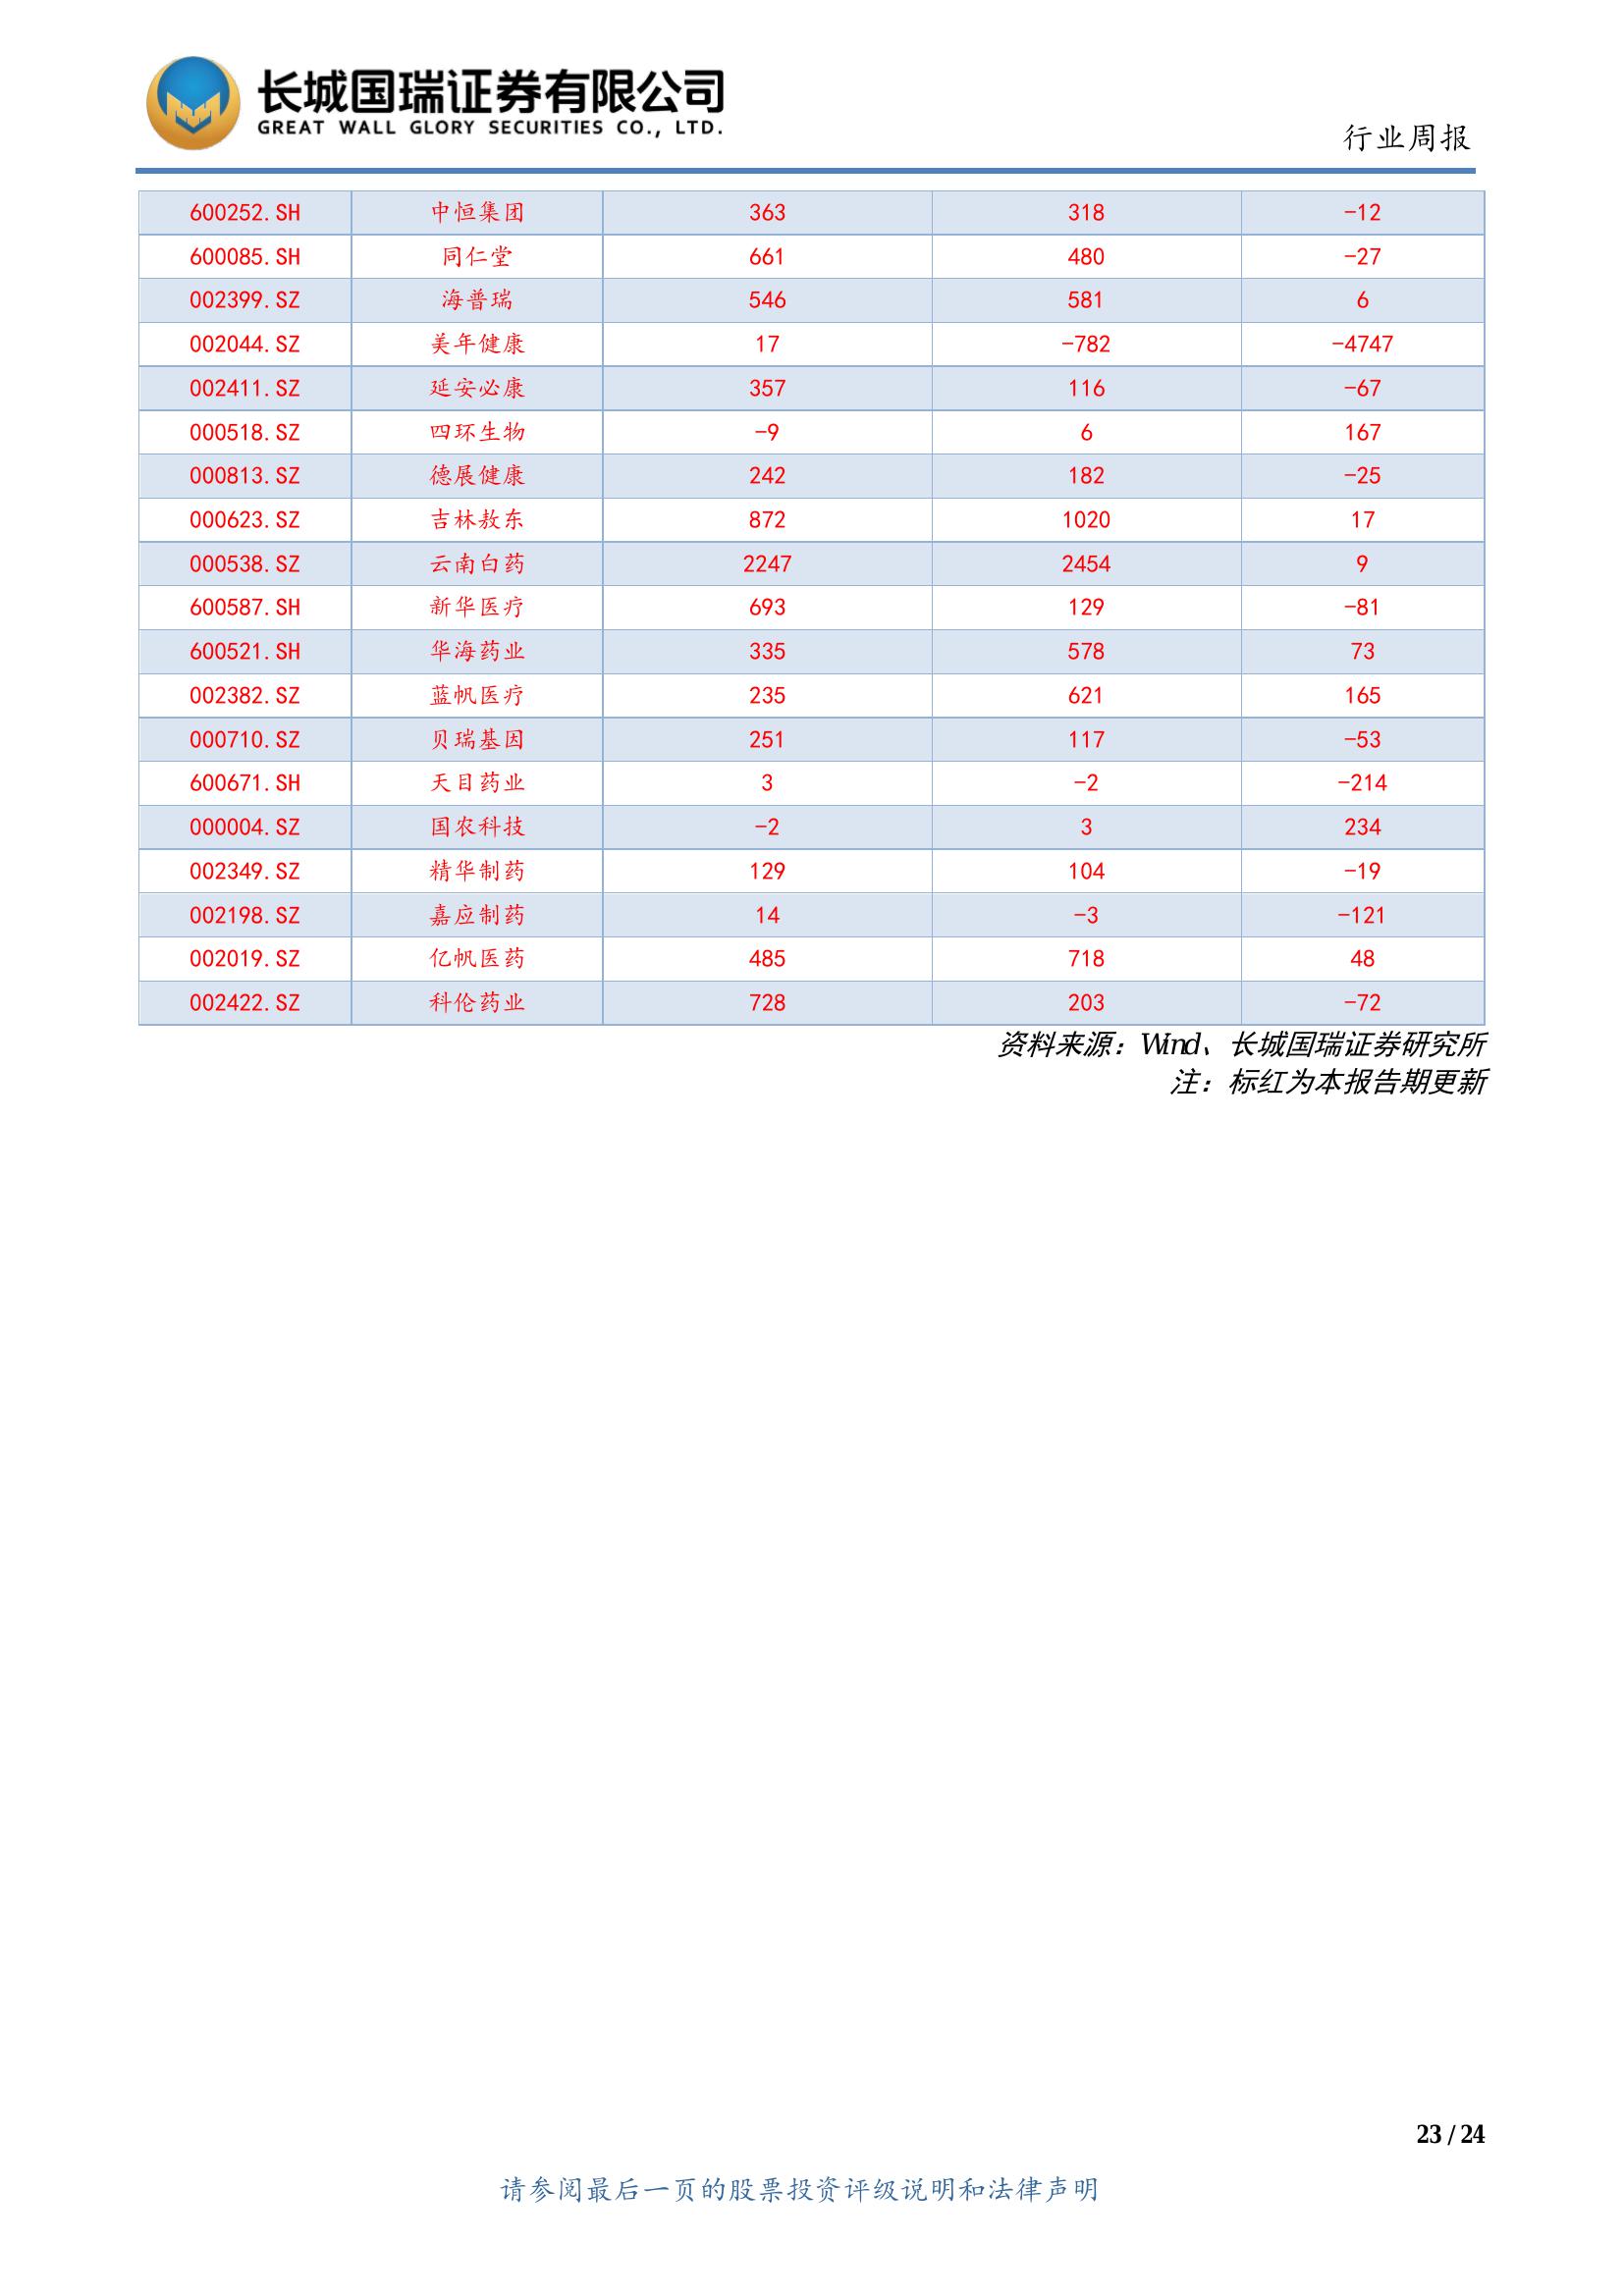 长城国瑞证券有限公司
GREAT WALL GLORY SECURITIES CO., LTD.
行业周报
600252.SH 中恒集团 363 318 -12
600085.SH 同仁堂 661 480 -27
002399.SZ 海普瑞 546 581 6
002044.SZ 美年健康 17 -782 -4747
002411.SZ 延安必康 357 116 -67
000518.SZ 四环生物 -9 6 167
000813.SZ 德展健康 242 182 -25
000623.SZ 吉林敖东 872 1020 17
000538.SZ 云南白药 2247 2454 9
600587.SH 新华医疗 693 129 -81
600521.SH 华海药业 335 578 73
002382.SZ 蓝帆医疗 235 621 165
000710.SZ 贝瑞基因 251 117 -53
600671.SH 天目药业 3 -2 -214
000004.SZ 国农科技 -2 3 234
002349.SZ 精华制药 129 104 -19
002198.SZ 嘉应制药 14 -3 -121
002019.SZ 亿帆医药 485 718 48
002422.SZ 科伦药业 728 203 -72
资料来源：Wind、长城国瑞证券研究所
注：标红为本报告期更新
23 / 24
请参阅最后一页的股票投资评级说明和法律声明